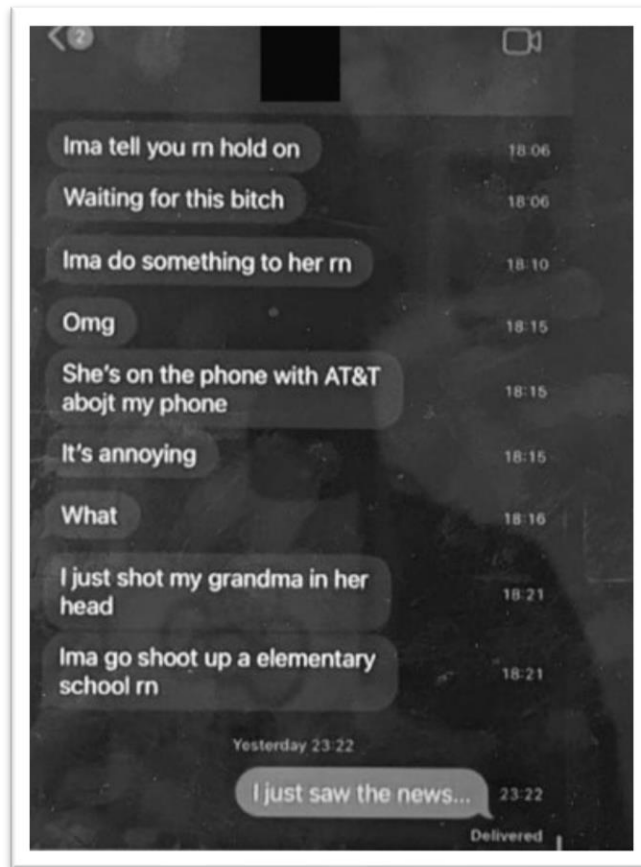 2
Ima tell you rn hold on
18:06
Waiting for this bitch
18:06
Ima do something to her rn
18:10
Omg
18:15
She's on the phone with AT&T
abojt my phone
18:15
It's annoying
18:15
What
18:16
I just shot my grandma in her
head
18:21
Ima go shoot up a elementary
school rn
18:21
Yesterday 23:22
I just saw the news...
23:22
Delivered